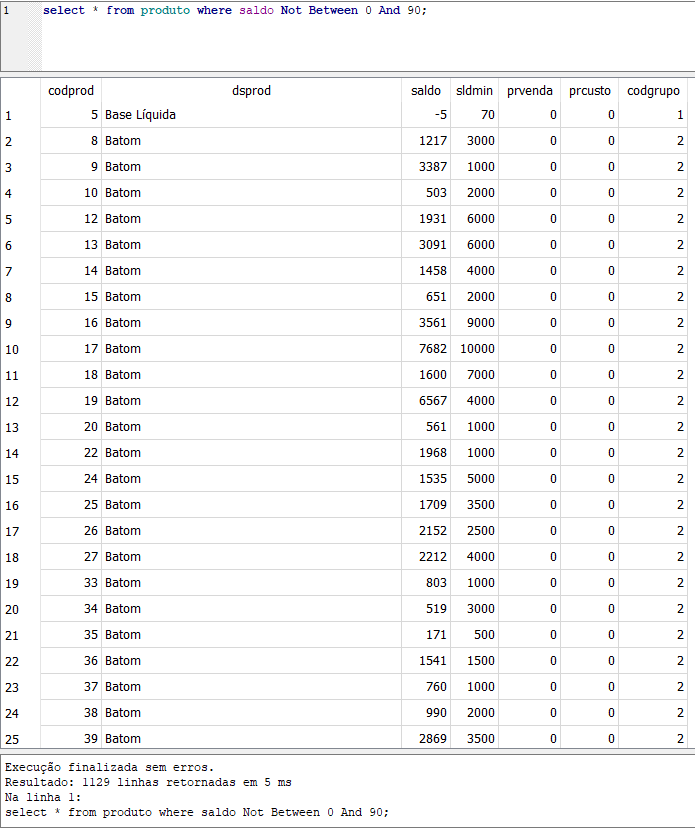 1 select * from produto where saldo Not Between 0 And 90;
codprod dsprod saldo sldmin prvenda prcusto codgrupo
1 5 Base Líquida -5 70 0 0 1
2 8 Batom 1217 3000 0 0 2
3 9 Batom 3387 1000 0 0 2
4 10 Batom 503 2000 0 0 2
5 12 Batom 1931 6000 0 0 2
6 13 Batom 3091 6000 0 0 2
7 14 Batom 1458 4000 0 0 2
8 15 Batom 651 2000 0 0 2
9 16 Batom 3561 9000 0 0 2
10 17 Batom 7682 10000 0 0 2
11 18 Batom 1600 7000 0 0 2
12 19 Batom 6567 4000 0 0 2
13 20 Batom 561 1000 0 0 2
14 22 Batom 1968 1000 0 0 2
15 24 Batom 1535 5000 0 0 2
16 25 Batom 1709 3500 0 0 2
17 26 Batom 2152 2500 0 0 2
18 27 Batom 2212 4000 0 0 2
19 33 Batom 803 1000 0 0 2
20 34 Batom 519 3000 0 0 2
21 35 Batom 171 500 0 0 2
22 36 Batom 1541 1500 0 0 2
23 37 Batom 760 1000 0 0 2
24 38 Batom 990 2000 0 0 2
25 39 Batom 2869 3500 0 0 2
Execução finalizada sem erros.
Resultado: 1129 linhas retornadas em 5 ms
Na linha 1:
select * from produto where saldo Not Between 0 And 90;